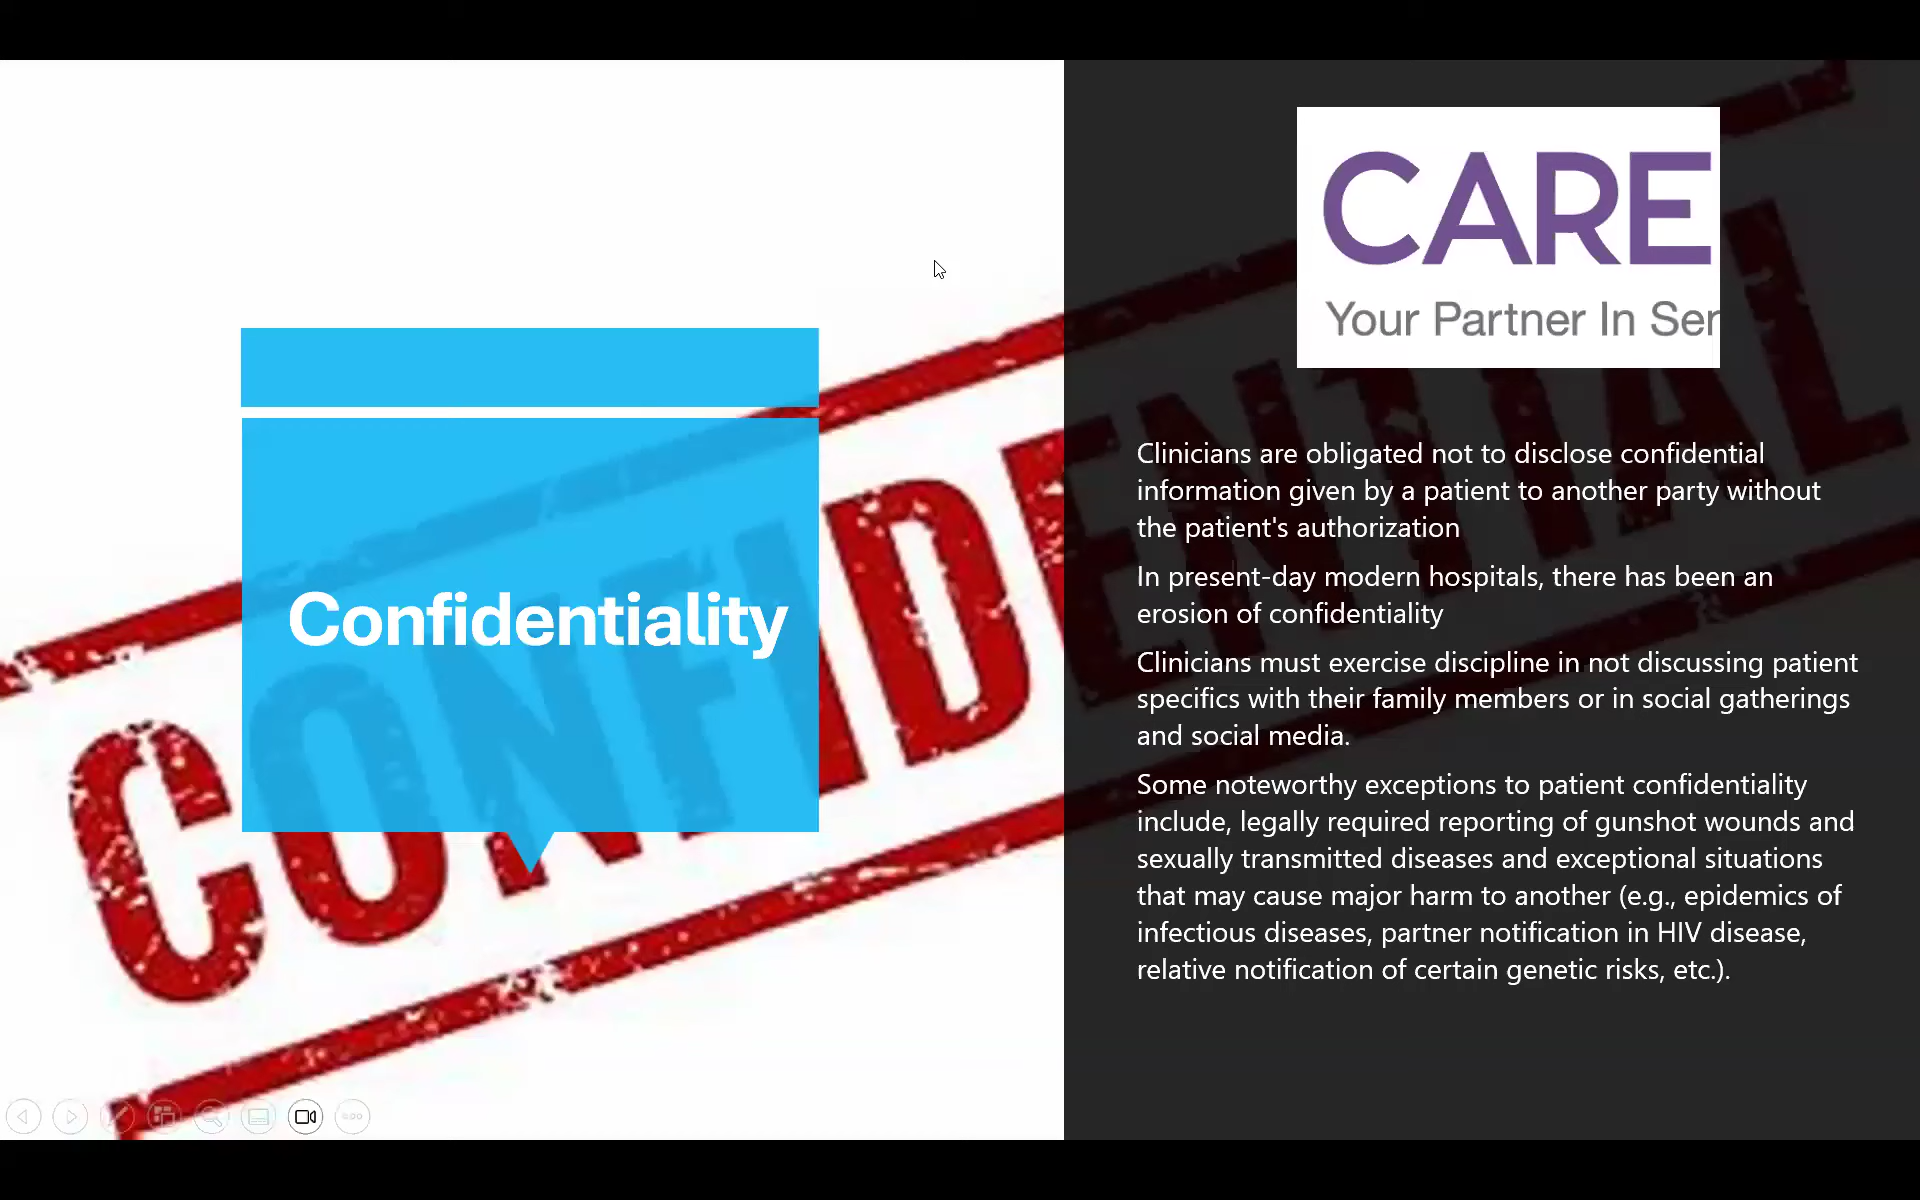 CARE
Your Partner In Ser
CONFIDENTIAL
Confidentiality
Clinicians are obligated not to disclose confidential
information given by a patient to another party without
the patient's authorization
In present-day modern hospitals, there has been an
erosion of confidentiality
Clinicians must exercise discipline in not discussing patient
specifics with their family members or in social gatherings
and social media.
Some noteworthy exceptions to patient confidentiality
include, legally required reporting of gunshot wounds and
sexually transmitted diseases and exceptional situations
that may cause major harm to another (e.g., epidemics of
infectious diseases, partner notification in HIV disease,
relative notification of certain genetic risks, etc.).